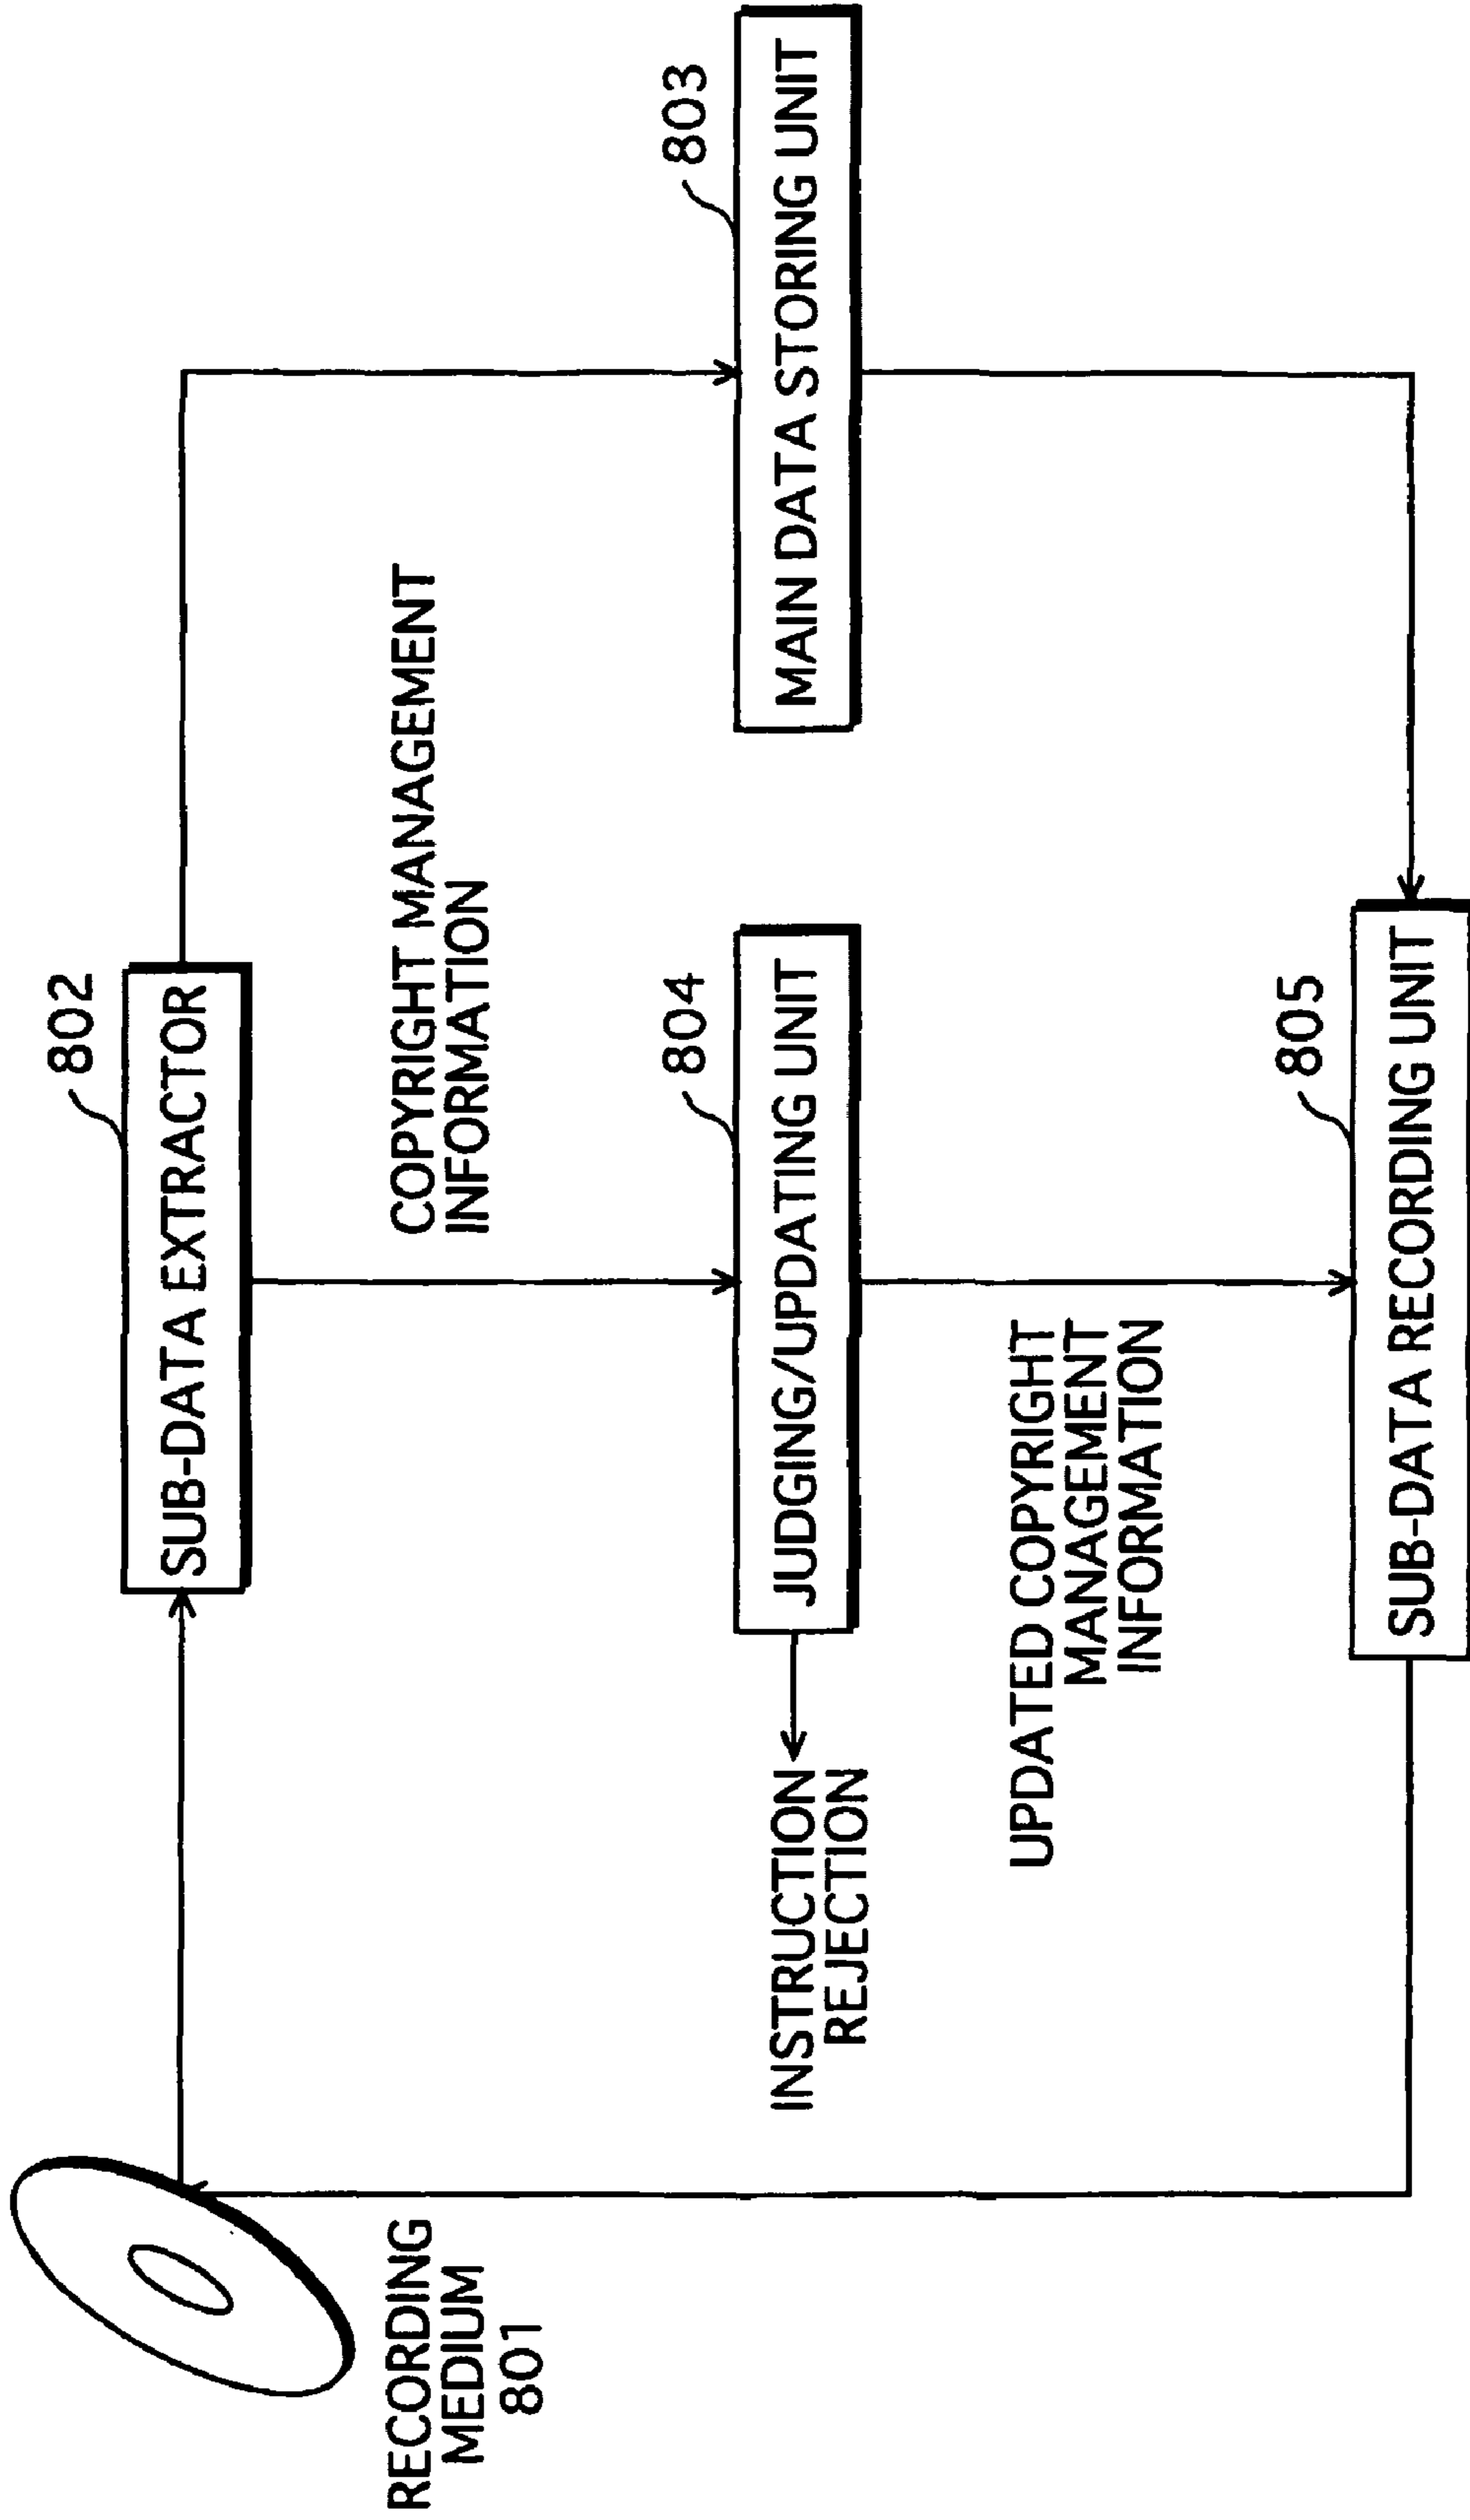 802
SUB-DATA EXTRACTOR
COPYRIGHT MANAGEMENT
INFORMATION
RECORDING
MEDIUM
801
803
MAIN DATA STORING UNIT
804
JUDGING/UPDATING UNIT
INSTRUCTION
REJECTION
UPDATED COPYRIGHT
MANAGEMENT
INFORMATION
805
SUB-DATA RECORDING UNIT